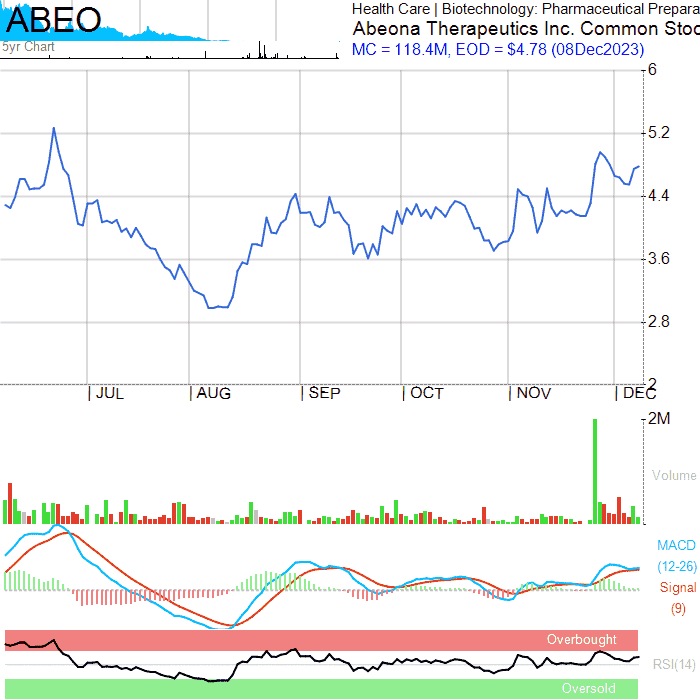 ABEO
Health Care | Biotechnology: Pharmaceutical Prepara
Abeona Therapeutics Inc. Common Stoc
5yr Chart
MC = 118.4M, EOD = $4.78 (08Dec2023)
6
5.2
4.4
3.6
2.8
2
| JUL | AUG | SEP | OCT | NOV | DEC
2M
Volume
MACD
(12-26)
Signal
(9)
Overbought
RSI(14)
Oversold